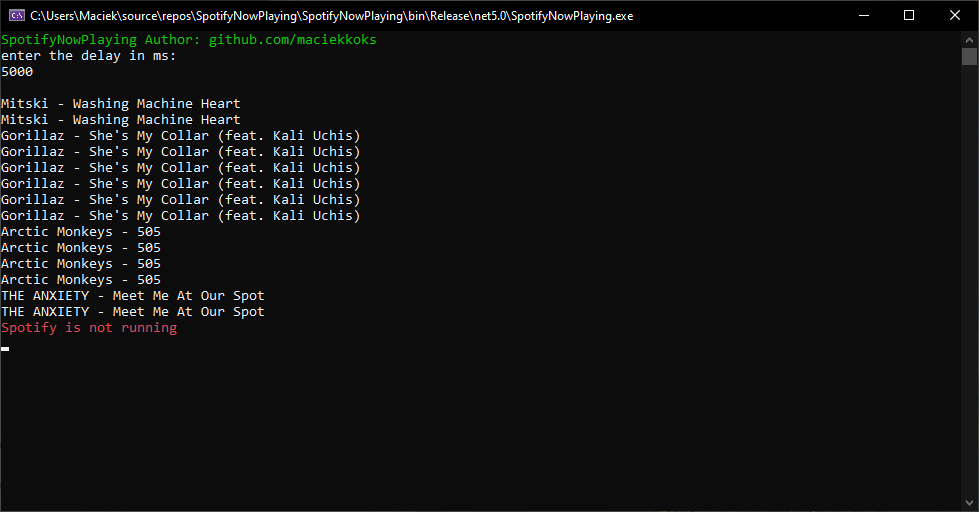 C:\Users\Maciek\source\repos\SpotifyNowPlaying\SpotifyNowPlaying\bin\Release\net5.0\SpotifyNowPlaying.exe
SpotifyNowPlaying Author: github.com/maciekkoks
enter the delay in ms:
5000
Mitski - Washing Machine Heart
Mitski - Washing Machine Heart
Gorillaz - She's My Collar (feat. Kali Uchis)
Gorillaz - She's My Collar (feat. Kali Uchis)
Gorillaz - She's My Collar (feat. Kali Uchis)
Gorillaz - She's My Collar (feat. Kali Uchis)
Gorillaz - She's My Collar (feat. Kali Uchis)
Gorillaz - She's My Collar (feat. Kali Uchis)
Arctic Monkeys - 505
Arctic Monkeys - 505
Arctic Monkeys - 505
Arctic Monkeys - 505
THE ANXIETY - Meet Me At Our Spot
THE ANXIETY - Meet Me At Our Spot
Spotify is not running